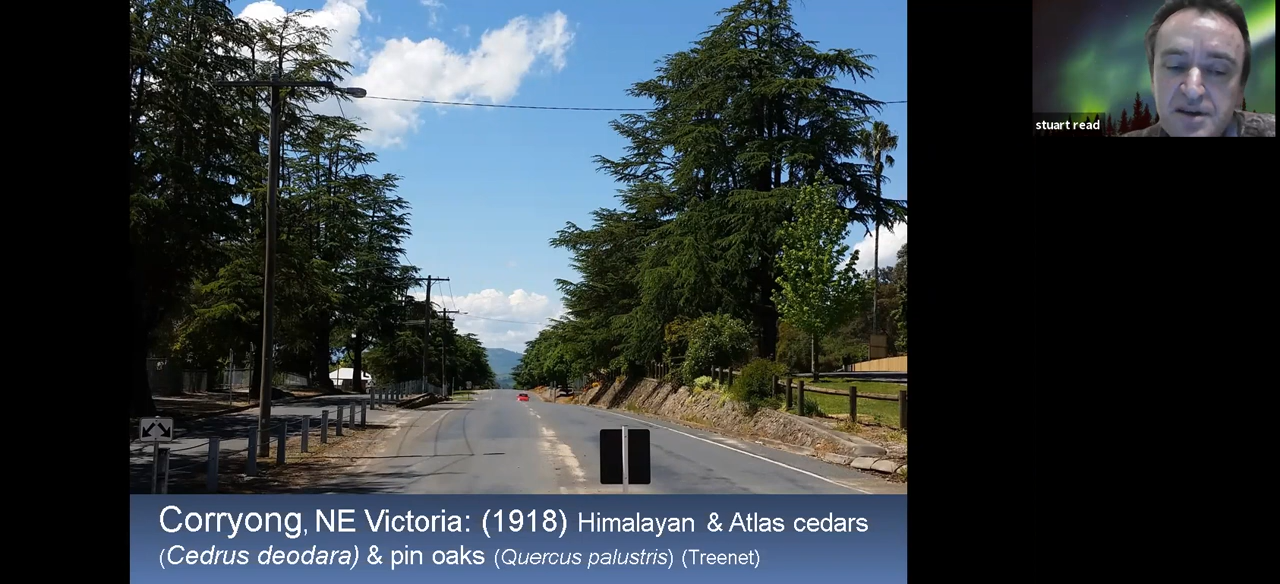 stuart read
Corryong, NE Victoria: (1918) Himalayan & Atlas cedars
(Cedrus deodara) & pin oaks (Quercus palustris) (Treenet)